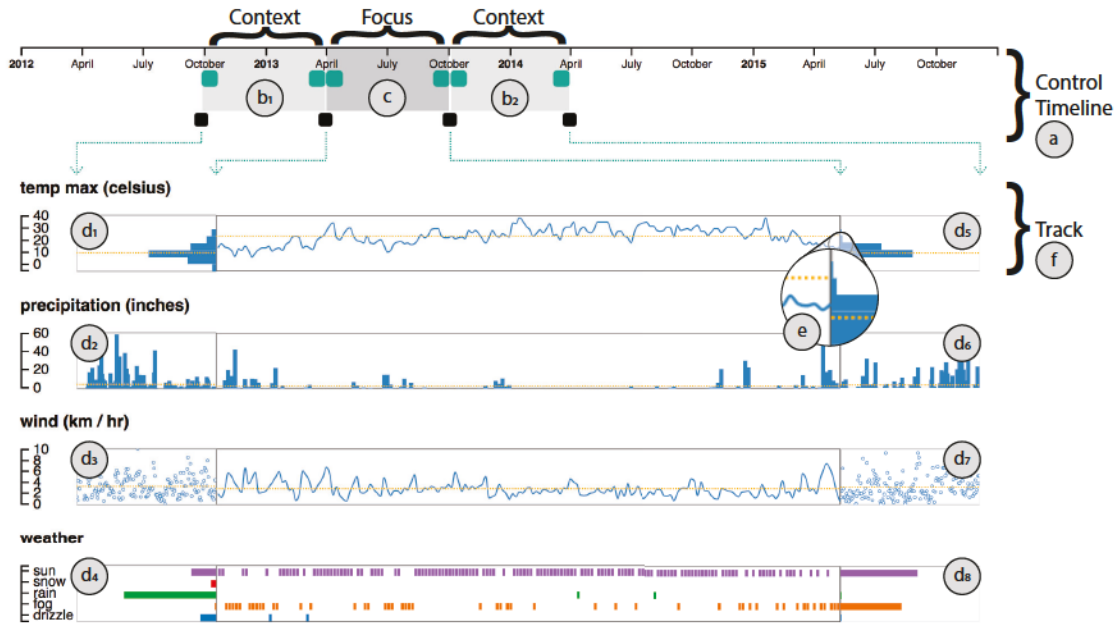 Context Focus Context
2012 April July October 2013 April July October 2014 April July October 2015 April July October
b1 c b2
Control
Timeline
a
temp max (celsius)
40
30
20
10
0
d1 d5
Track
f
e
precipitation (inches)
60
40
20
0
d2 d6
wind (km / hr)
10
8
6
4
2
0
d3 d7
weather
sun
snow
rain
fog
drizzle
d4 d8